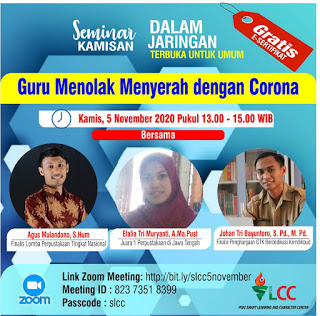 Seminar
KAMISAN
DALAM
JARINGAN
TERBUKA UNTUK UMUM
Gratis
E-SERTIFIKAT
Guru Menolak Menyerah dengan Corona
Kamis, 5 November 2020 Pukul 13.00 - 15.00 WIB
Bersama
Agus Mulandono, S.Hum
Finalis Lomba Perpustakaan Tingkat Nasional
Elalia Tri Muryanti, A.Ma.Pust
Juara 1 Perpustakaan di Jawa Tengah
Johan Tri Bayuntoro, S. Pd., M. Pd.
Finalis Penghargaan GTK Berdedikasi Kemdikbud
zoom
Link Zoom Meeting: http://bit.ly/slcc5november
Meeting ID : 823 7351 8399
Passcode : slcc
SLCC
PGRI SMART LEARNING AND CHARACTER CENTER